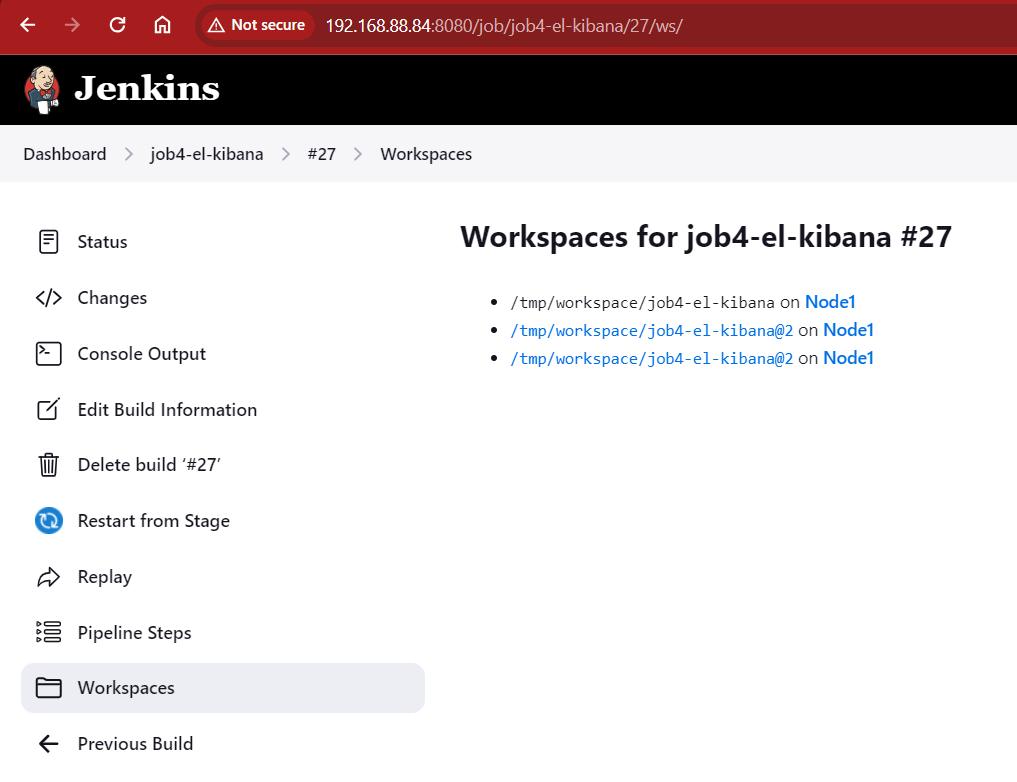 Not secure 192.168.88.84:8080/job/job4-el-kibana/27/ws/
Jenkins
Dashboard job4-el-kibana #27 Workspaces
Status
Changes
Console Output
Edit Build Information
Delete build ‘#27’
Restart from Stage
Replay
Pipeline Steps
Workspaces
Previous Build
Workspaces for job4-el-kibana #27
/tmp/workspace/job4-el-kibana on Node1
/tmp/workspace/job4-el-kibana@2 on Node1
/tmp/workspace/job4-el-kibana@2 on Node1